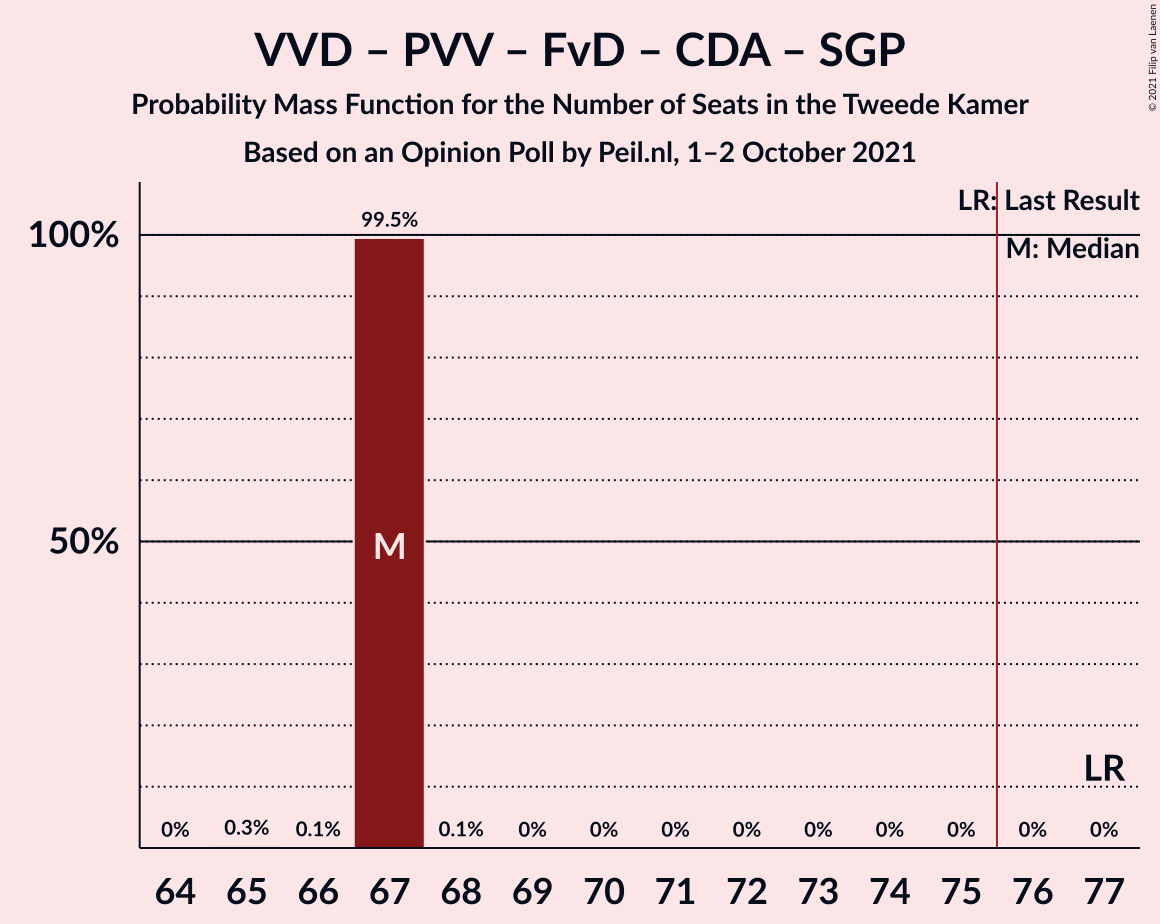 VVD – PVV – FvD – CDA – SGP
Probability Mass Function for the Number of Seats in the Tweede Kamer
Based on an Opinion Poll by Peil.nl, 1–2 October 2021
© 2021 Filip van Laenen
LR: Last Result
M: Median
100%
50%
99.5%
M
LR
0% 0.3% 0.1% 0.1% 0% 0% 0% 0% 0% 0% 0% 0% 0%
64 65 66 67 68 69 70 71 72 73 74 75 76 77